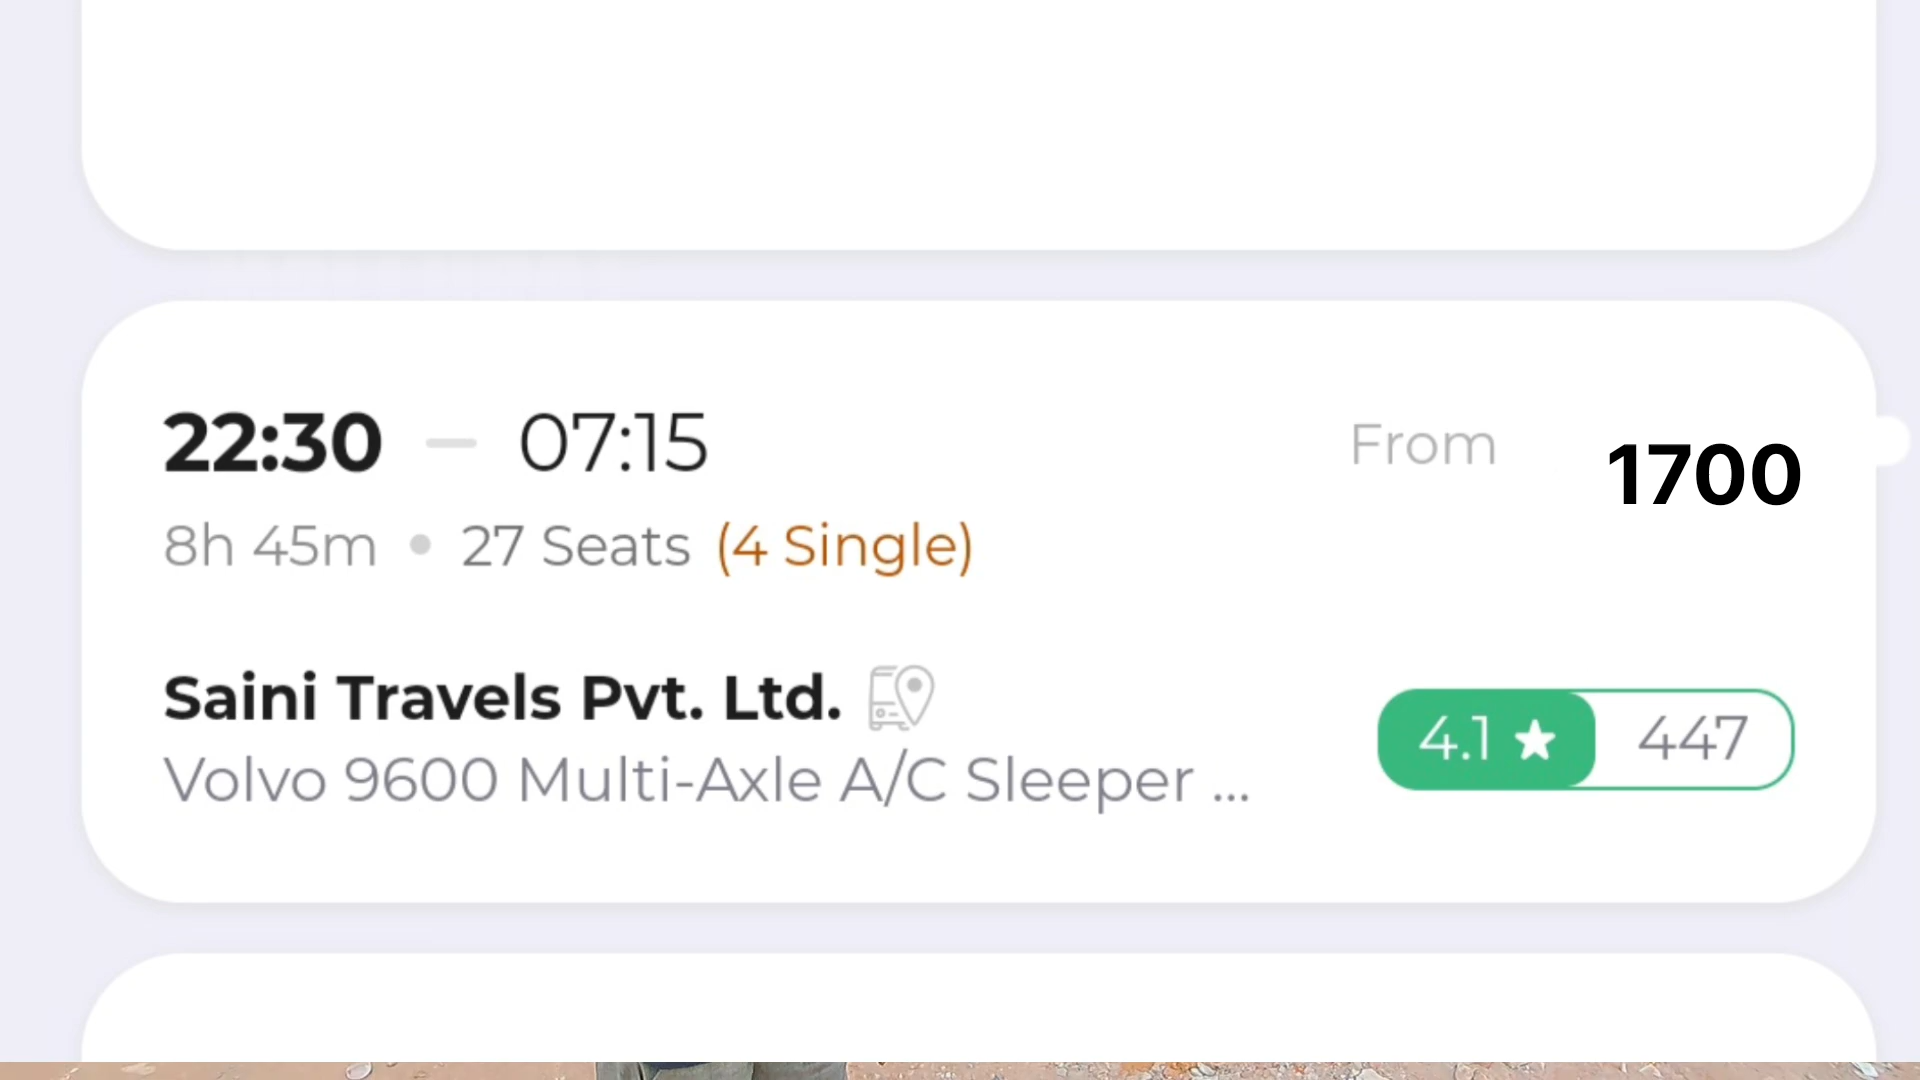 22:30 — 07:15 From 1700
8h 45m • 27 Seats (4 Single)
Saini Travels Pvt. Ltd.
4.1 ★ 447
Volvo 9600 Multi-Axle A/C Sleeper ...